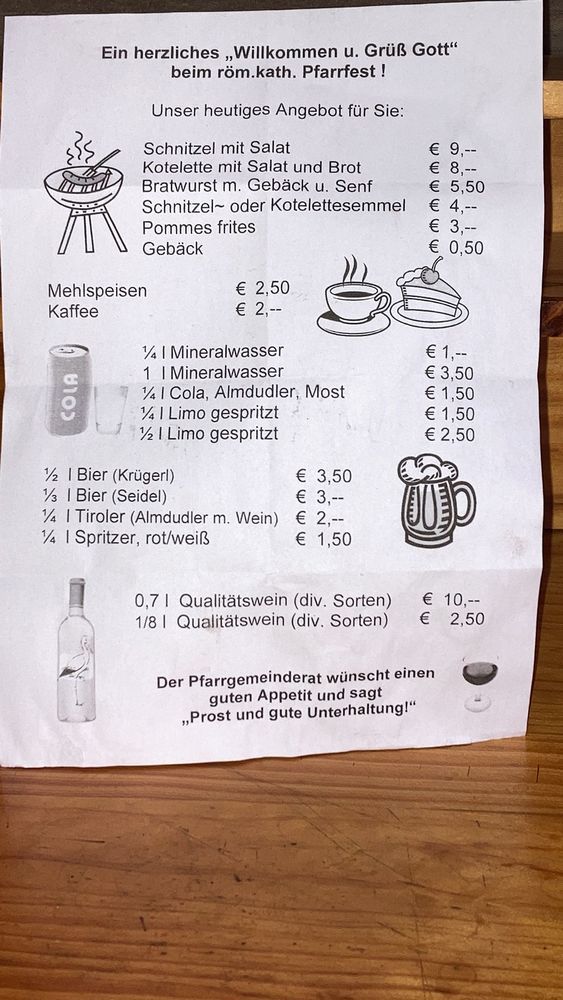 Ein herzliches „Willkommen u. Grüß Gott“
beim röm.kath. Pfarrfest !
Unser heutiges Angebot für Sie:
Schnitzel mit Salat € 9,--
Kotelette mit Salat und Brot € 8,--
Bratwurst m. Gebäck u. Senf € 5,50
Schnitzel~ oder Kotelettesemmel € 4,--
Pommes frites € 3,--
Gebäck € 0,50
Mehlspeisen € 2,50
Kaffee € 2,--
¼ l Mineralwasser € 1,--
1 l Mineralwasser € 3,50
¼ l Cola, Almdudler, Most € 1,50
¼ l Limo gespritzt € 1,50
½ l Limo gespritzt € 2,50
COLA
½ l Bier (Krügerl) € 3,50
⅓ l Bier (Seidel) € 3,--
¼ l Tiroler (Almdudler m. Wein) € 2,--
¼ l Spritzer, rot/weiß € 1,50
0,7 l Qualitätswein (div. Sorten) € 10,--
1/8 l Qualitätswein (div. Sorten) € 2,50
Der Pfarrgemeinderat wünscht einen
guten Appetit und sagt
„Prost und gute Unterhaltung!“